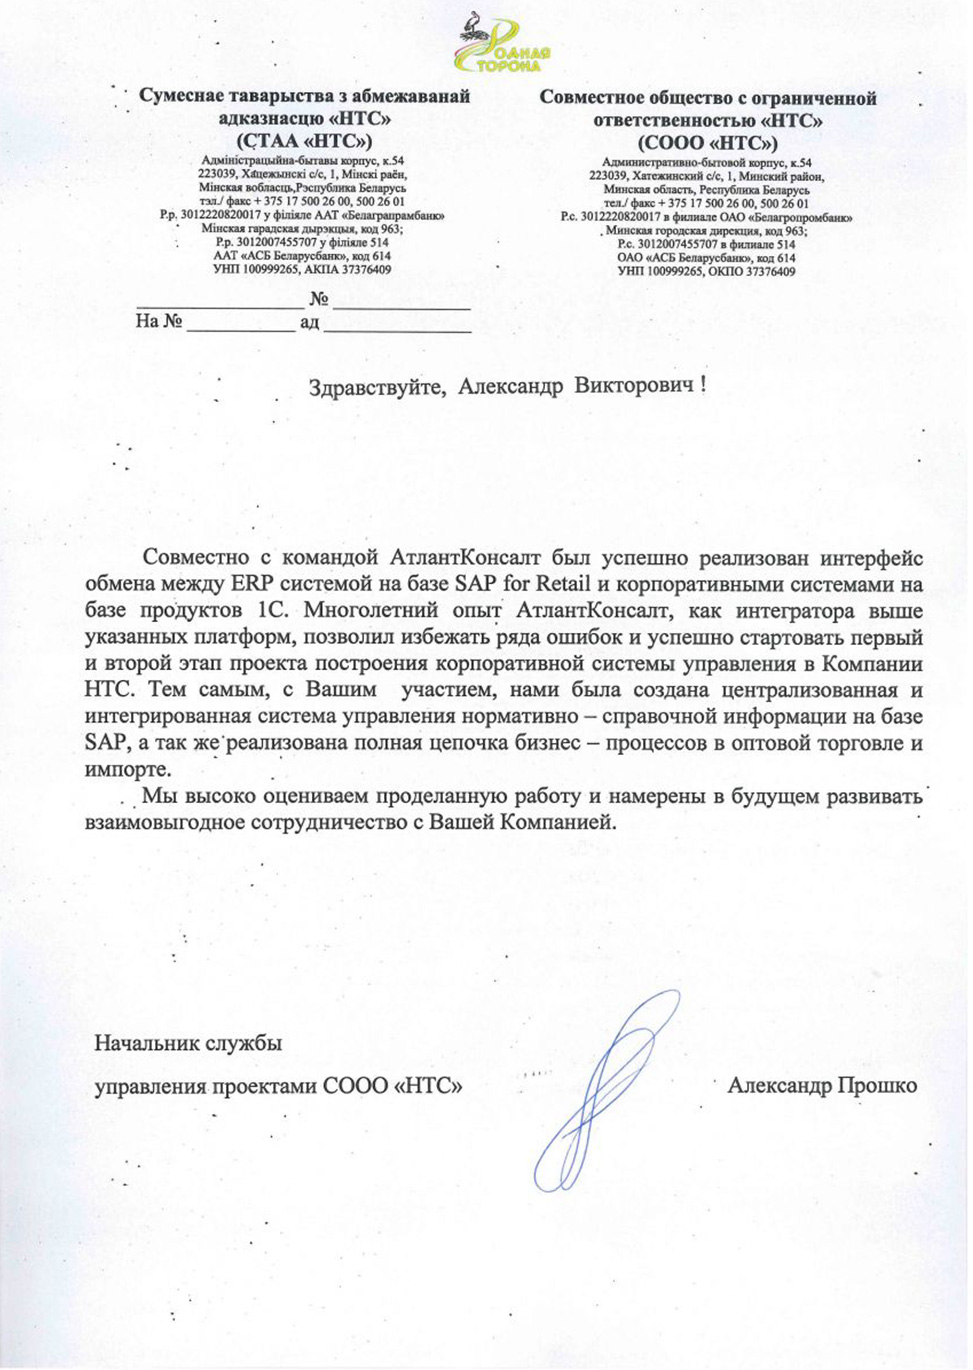 Родная
Сторона
Сумеснае таварыства з абмежаванай
адказнасцю «НТС»
(СТАА «НТС»)
Адміністрацыйна-бытавы корпус, к.54
223039, Хацежынскі с/с, 1, Мінскі раён,
Мінская вобласць,Рэспубліка Беларусь
тэл./ факс + 375 17 500 26 00, 500 26 01
Р.р. 3012220820017 у філіяле ААТ «Белаграпрамбанк»
Мінская гарадская дырэкцыя, код 963;
Р.р. 3012007455707 у філіяле 514
ААТ «АСБ Беларусбанк», код 614
УНП 100999265, АКПА 37376409
Совместное общество с ограниченной
ответственностью «НТС»
(СООО «НТС»)
Административно-бытовой корпус, к.54
223039, Хатежинский с/с, 1, Минский район,
Минская область, Республика Беларусь
тел./ факс + 375 17 500 26 00, 500 26 01
Р.с. 3012220820017 в филиале ОАО «Белагропромбанк»
Минская городская дирекция, код 963;
Р.с. 3012007455707 в филиале 514
ОАО «АСБ Беларусбанк», код 614
УНП 100999265, ОКПО 37376409
_______________ № _____________
На № __________ ад _____________
Здравствуйте, Александр Викторович !
Совместно с командой АтлантКонсалт был успешно реализован интерфейс
обмена между ERP системой на базе SAP for Retail и корпоративными системами на
базе продуктов 1С. Многолетний опыт АтлантКонсалт, как интегратора выше
указанных платформ, позволил избежать ряда ошибок и успешно стартовать первый
и второй этап проекта построения корпоративной системы управления в Компании
НТС. Тем самым, с Вашим участием, нами была создана централизованная и
интегрированная система управления нормативно – справочной информации на базе
SAP, а так же реализована полная цепочка бизнес – процессов в оптовой торговле и
импорте.
Мы высоко оцениваем проделанную работу и намерены в будущем развивать
взаимовыгодное сотрудничество с Вашей Компанией.
Начальник службы
управления проектами СООО «НТС»
Александр Прошко